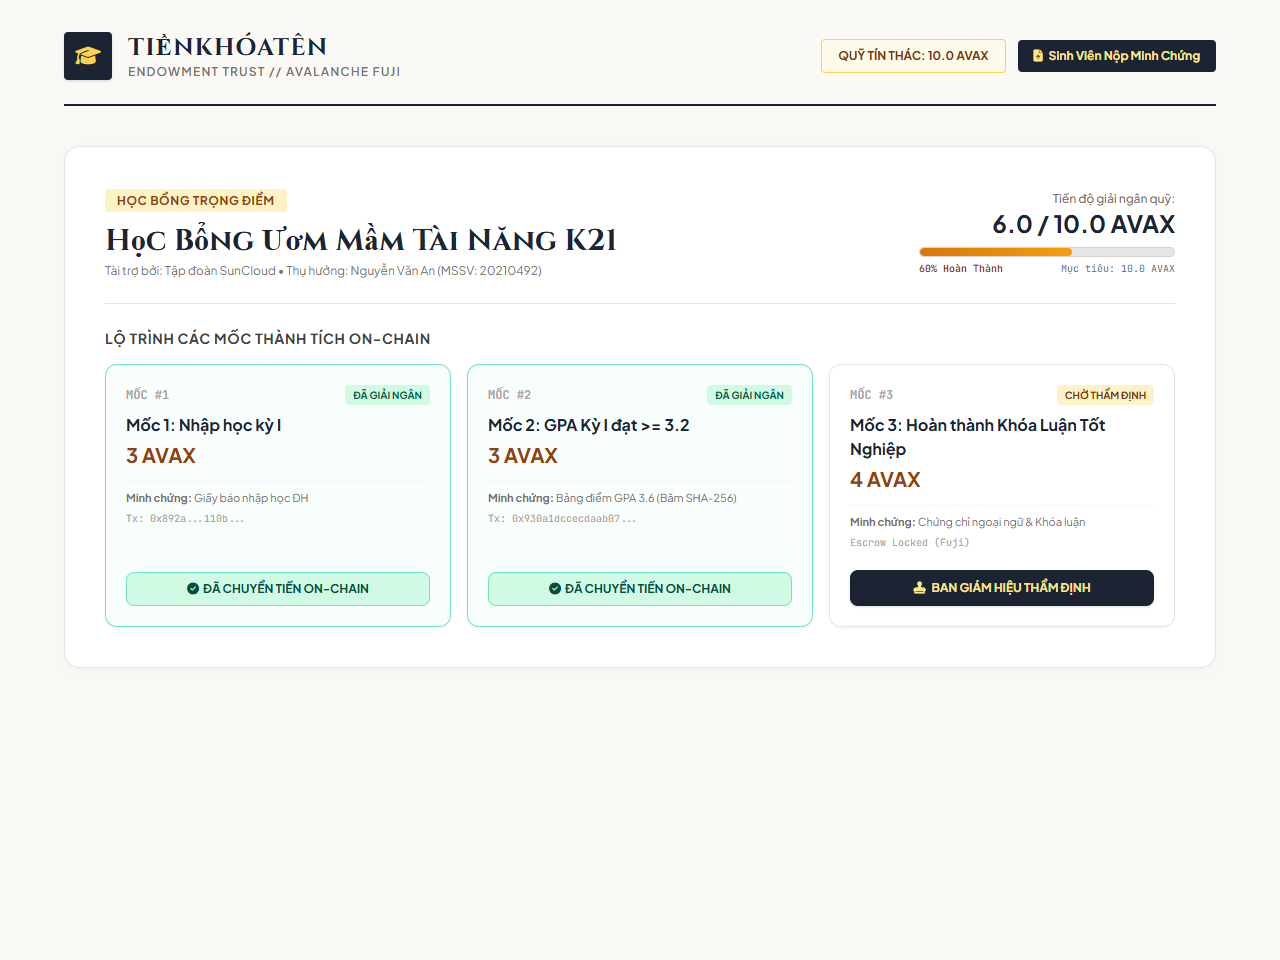 TIỀNKHÓATÊN
ENDOWMENT TRUST // AVALANCHE FUJI
QUỸ TÍN THÁC: 10.0 AVAX
Sinh Viên Nộp Minh Chứng
HỌC BỔNG TRỌNG ĐIỂM
Học Bổng Ươm Mầm Tài Năng K21
Tài trợ bởi: Tập đoàn SunCloud • Thụ hưởng: Nguyễn Văn An (MSSV: 20210492)
Tiến độ giải ngân quỹ:
6.0 / 10.0 AVAX
60% Hoàn Thành
Mục tiêu: 10.0 AVAX
LỘ TRÌNH CÁC MỐC THÀNH TÍCH ON-CHAIN
MỐC #1
ĐÃ GIẢI NGÂN
Mốc 1: Nhập học kỳ I
3 AVAX
Minh chứng: Giấy báo nhập học ĐH
Tx: 0x892a...110b...
ĐÃ CHUYỂN TIỀN ON-CHAIN
MỐC #2
ĐÃ GIẢI NGÂN
Mốc 2: GPA Kỳ I đạt >= 3.2
3 AVAX
Minh chứng: Bảng điểm GPA 3.6 (Băm SHA-256)
Tx: 0x930a1dccecdaab07...
ĐÃ CHUYỂN TIỀN ON-CHAIN
MỐC #3
CHỜ THẨM ĐỊNH
Mốc 3: Hoàn thành Khóa Luận Tốt
Nghiệp
4 AVAX
Minh chứng: Chứng chỉ ngoại ngữ & Khóa luận
Escrow Locked (Fuji)
BAN GIÁM HIỆU THẨM ĐỊNH